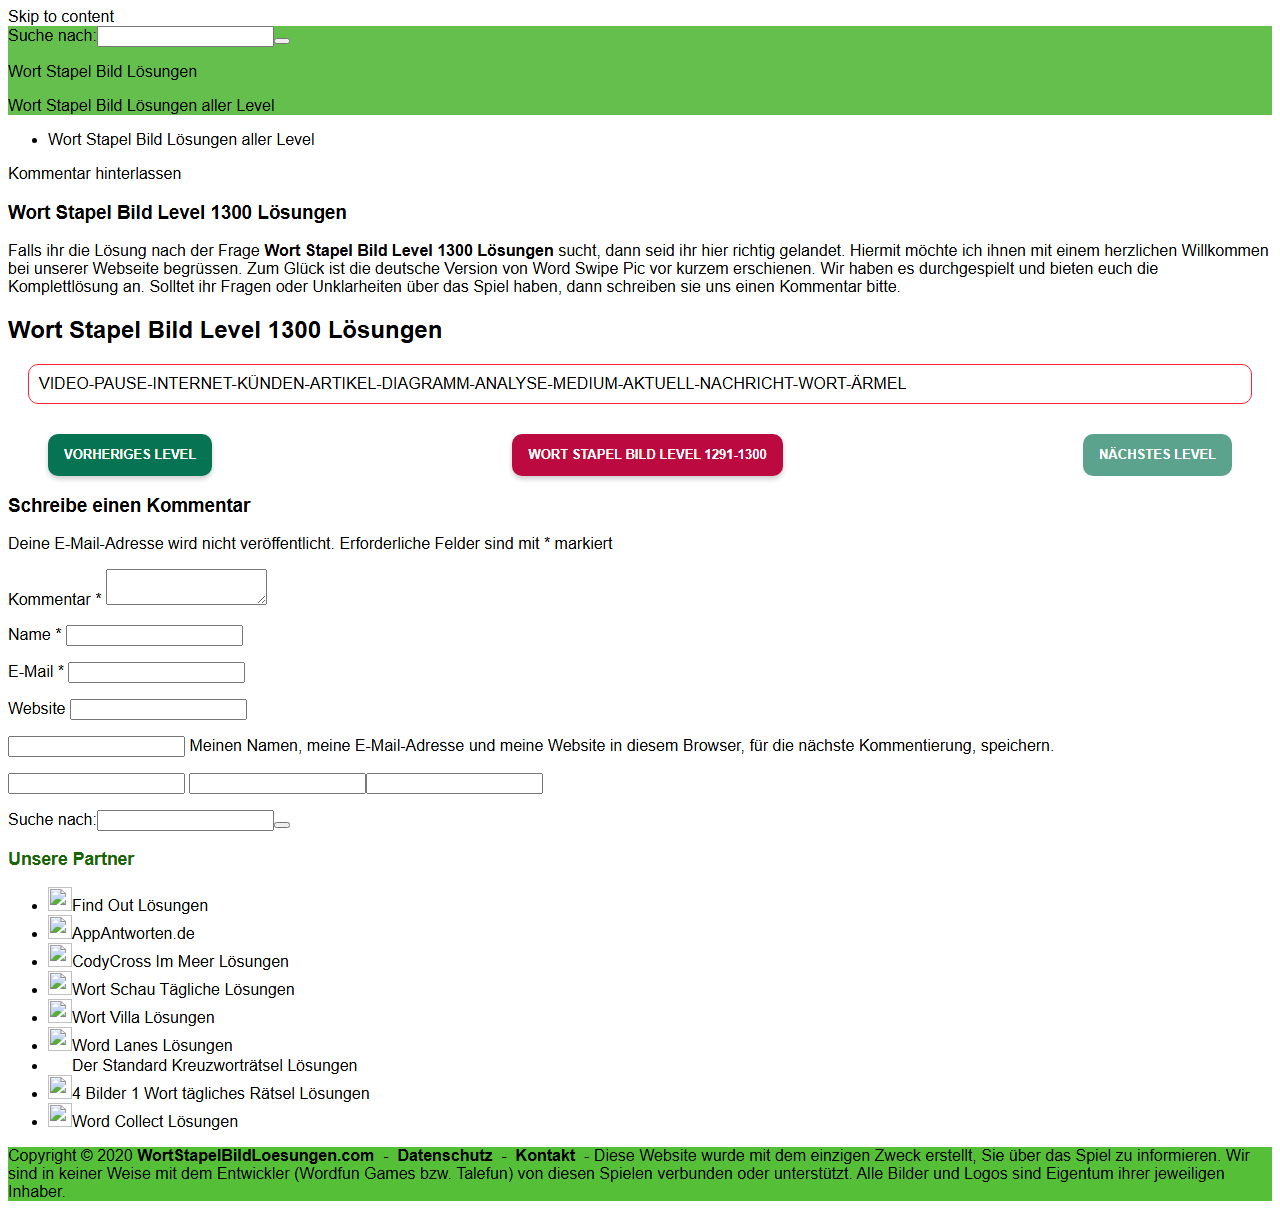 Skip to content
Suche nach:
Wort Stapel Bild Lösungen
Wort Stapel Bild Lösungen aller Level
Wort Stapel Bild Lösungen aller Level
Kommentar hinterlassen
Wort Stapel Bild Level 1300 Lösungen
Falls ihr die Lösung nach der Frage Wort Stapel Bild Level 1300 Lösungen sucht, dann seid ihr hier richtig gelandet. Hiermit möchte ich ihnen mit einem herzlichen Willkommen
bei unserer Webseite begrüssen. Zum Glück ist die deutsche Version von Word Swipe Pic vor kurzem erschienen. Wir haben es durchgespielt und bieten euch die
Komplettlösung an. Solltet ihr Fragen oder Unklarheiten über das Spiel haben, dann schreiben sie uns einen Kommentar bitte.
Wort Stapel Bild Level 1300 Lösungen
VIDEO-PAUSE-INTERNET-KÜNDEN-ARTIKEL-DIAGRAMM-ANALYSE-MEDIUM-AKTUELL-NACHRICHT-WORT-ÄRMEL
VORHERIGES LEVEL
WORT STAPEL BILD LEVEL 1291-1300
NÄCHSTES LEVEL
Schreibe einen Kommentar
Deine E-Mail-Adresse wird nicht veröffentlicht. Erforderliche Felder sind mit * markiert
Kommentar *
Name *
E-Mail *
Website
Meinen Namen, meine E-Mail-Adresse und meine Website in diesem Browser, für die nächste Kommentierung, speichern.
Suche nach:
Unsere Partner
Find Out Lösungen
AppAntworten.de
CodyCross Im Meer Lösungen
Wort Schau Tägliche Lösungen
Wort Villa Lösungen
Word Lanes Lösungen
Der Standard Kreuzworträtsel Lösungen
4 Bilder 1 Wort tägliches Rätsel Lösungen
Word Collect Lösungen
Copyright © 2020 WortStapelBildLoesungen.com - Datenschutz - Kontakt - Diese Website wurde mit dem einzigen Zweck erstellt, Sie über das Spiel zu informieren. Wir
sind in keiner Weise mit dem Entwickler (Wordfun Games bzw. Talefun) von diesen Spielen verbunden oder unterstützt. Alle Bilder und Logos sind Eigentum ihrer jeweiligen
Inhaber.